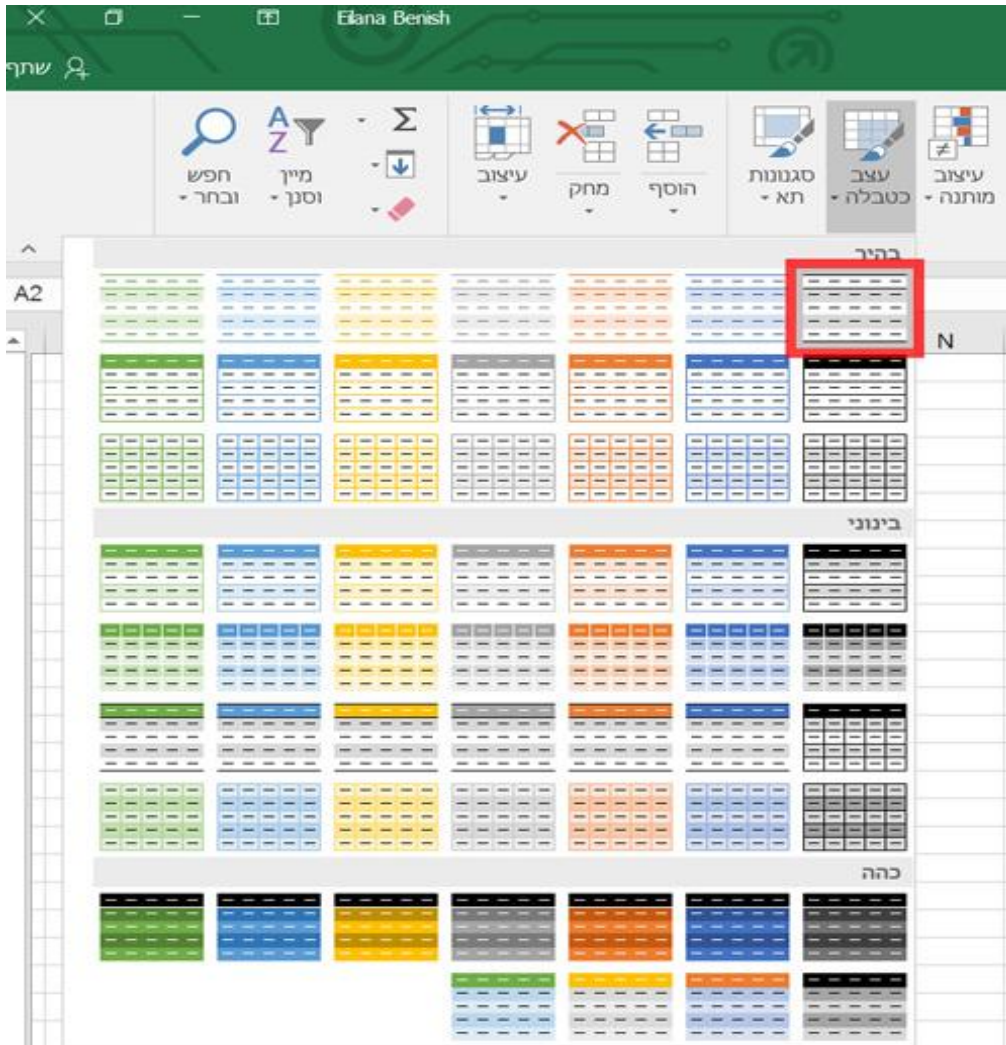 Eilana Benish
שתף
עיצוב מותנה
עצב כטבלה
סגנונות תא
הוסף
מחק
עיצוב
Σ
A Z
מיין וסנן
חפש ובחר
בהיר
A2
N
בינוני
כהה